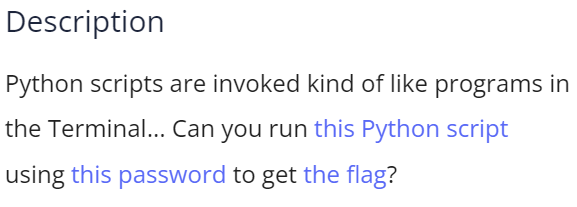 Description
Python scripts are invoked kind of like programs in
the Terminal... Can you run this Python script
using this password to get the flag?